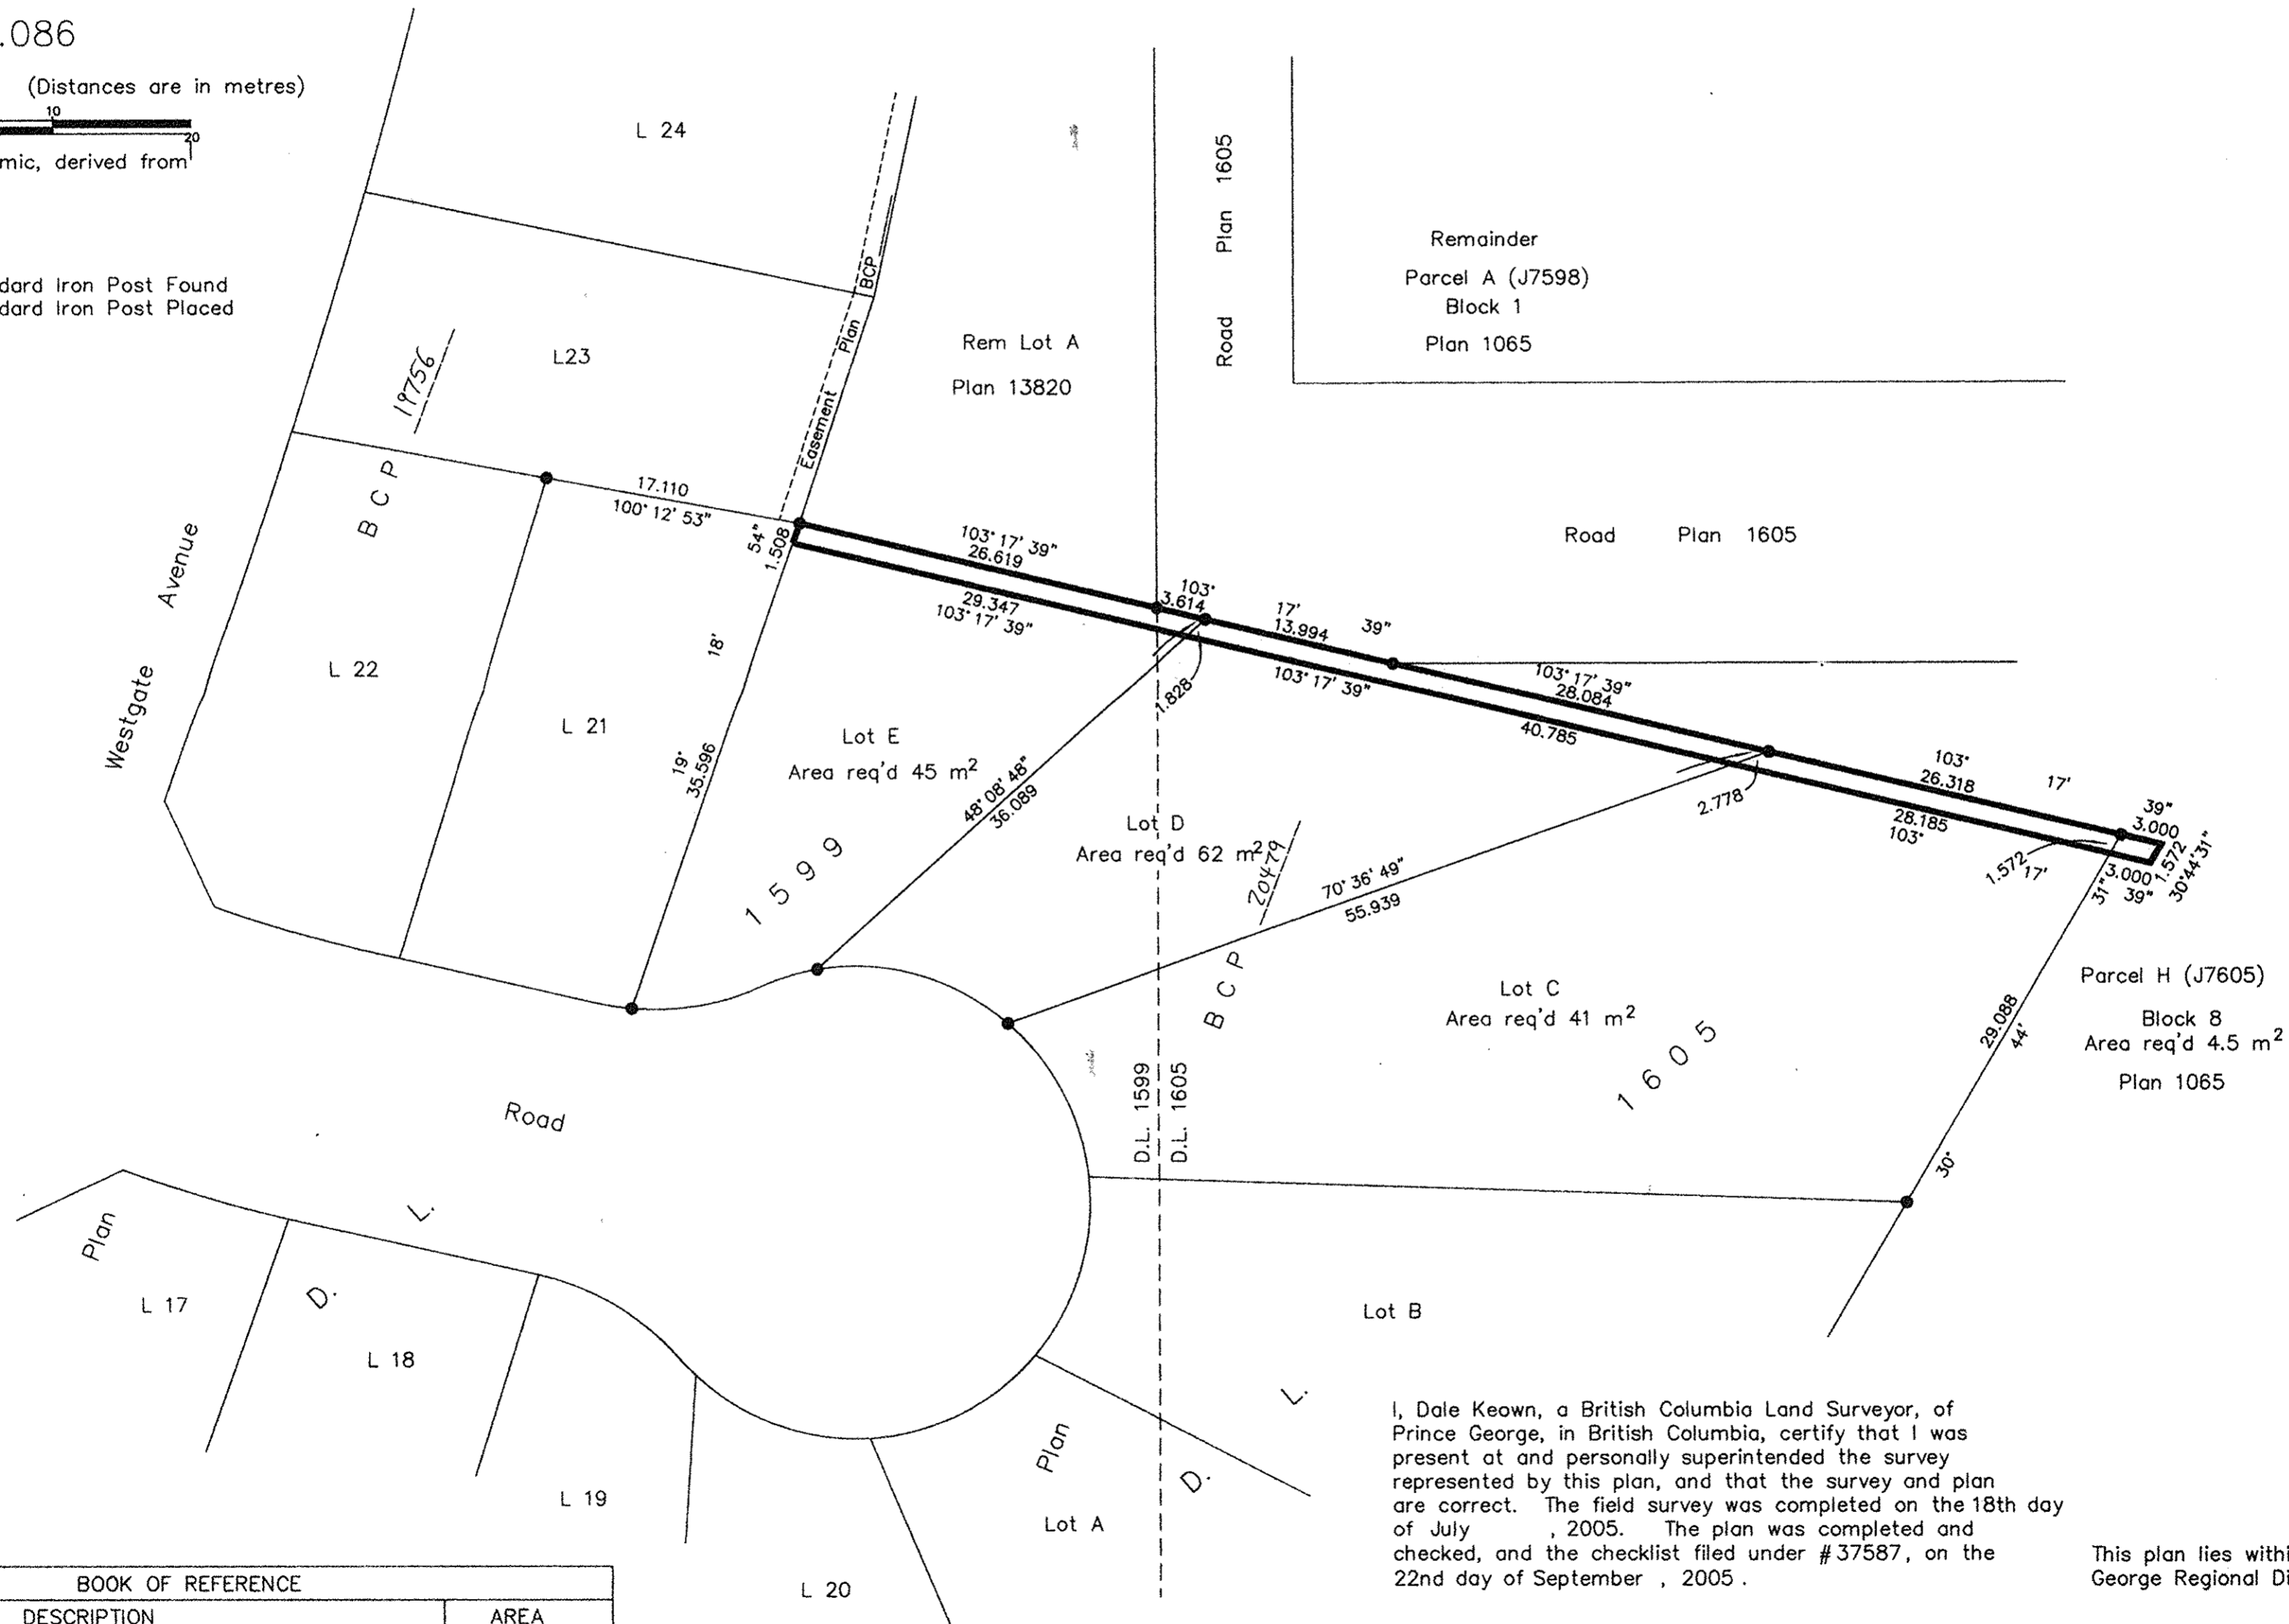 .086
(Distances are in metres)
10
20
mic, derived from
dard Iron Post Found
dard Iron Post Placed
L 24
L23
19756
B C P
Easement Plan BCP
Rem Lot A
Plan 13820
Road Plan 1605
Remainder
Parcel A (J7598)
Block 1
Plan 1065
Road Plan 1605
Westgate Avenue
L 22
L 21
17.110
100° 12' 53"
54"
1.508
18'
19°
35.596
103° 17' 39"
26.619
29.347
103° 17' 39"
103°
3.614
17'
13.994
39"
1.828
103° 17' 39"
40.785
103° 17' 39"
28.084
2.778
103°
26.318
17'
28.185
103°
39"
3.000
1.572
30°44'31"
1.572
17'
3.000
39"
31"
Lot E
Area req'd 45 m²
48° 08' 48"
36.089
1 5 9 9
Lot D
Area req'd 62 m²
20479
B C P
70° 36' 49"
55.939
Lot C
Area req'd 41 m²
1 6 0 5
29.088
44'
30°
Parcel H (J7605)
Block 8
Area req'd 4.5 m²
Plan 1065
D.L. 1599
D.L. 1605
Road
Plan
D. L.
L 17
L 18
L 19
L 20
Plan
D. L.
Lot A
Lot B
I, Dale Keown, a British Columbia Land Surveyor, of
Prince George, in British Columbia, certify that I was
present at and personally superintended the survey
represented by this plan, and that the survey and plan
are correct. The field survey was completed on the 18th day
of July , 2005. The plan was completed and
checked, and the checklist filed under #37587, on the
22nd day of September , 2005.
This plan lies withi
George Regional Di
BOOK OF REFERENCE
DESCRIPTION AREA